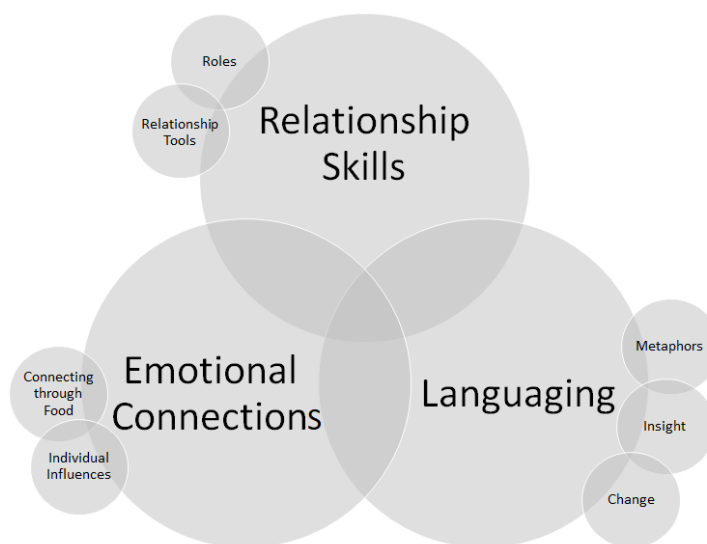 Roles
Relationship
Tools
Relationship
Skills
Emotional
Connections
Connecting
through
Food
Individual
Influences
Languaging
Metaphors
Insight
Change